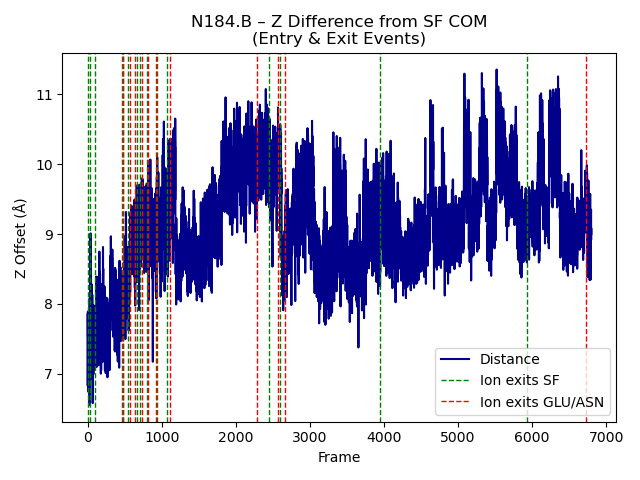 N184.B – Z Difference from SF COM
(Entry & Exit Events)
Z Offset (Å)
11
10
9
8
7
Distance
Ion exits SF
Ion exits GLU/ASN
0
1000
2000
3000
4000
5000
6000
7000
Frame